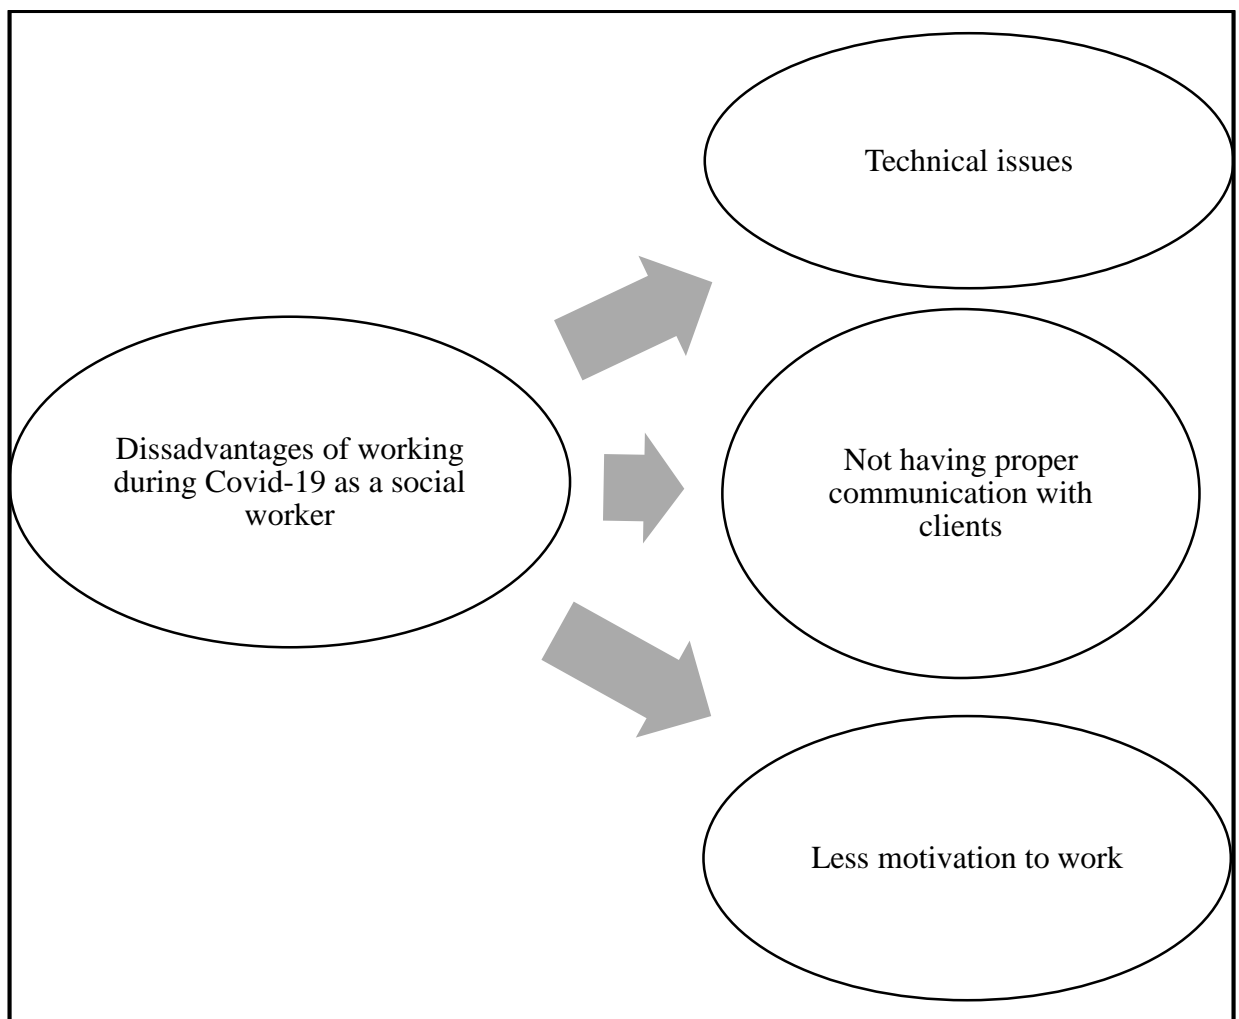 Technical issues
Dissadvantages of working
during Covid-19 as a social
worker
Not having proper
communication with
clients
Less motivation to work